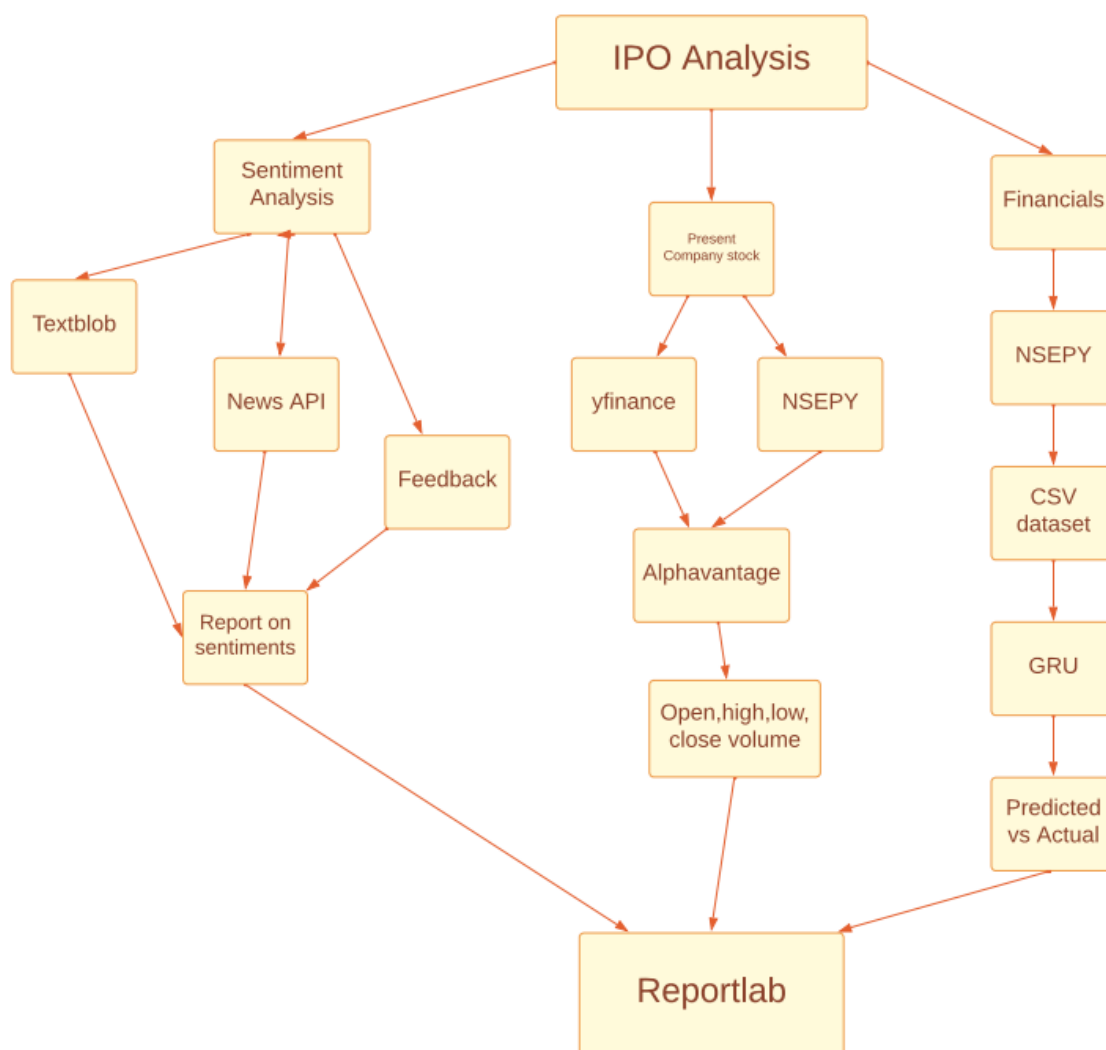 IPO Analysis
Sentiment
Analysis
Present
Company stock
Financials
Textblob
News API
Feedback
yfinance
NSEPY
NSEPY
CSV
dataset
Alphavantage
Report on
sentiments
GRU
Open,high,low,
close volume
Predicted
vs Actual
Reportlab